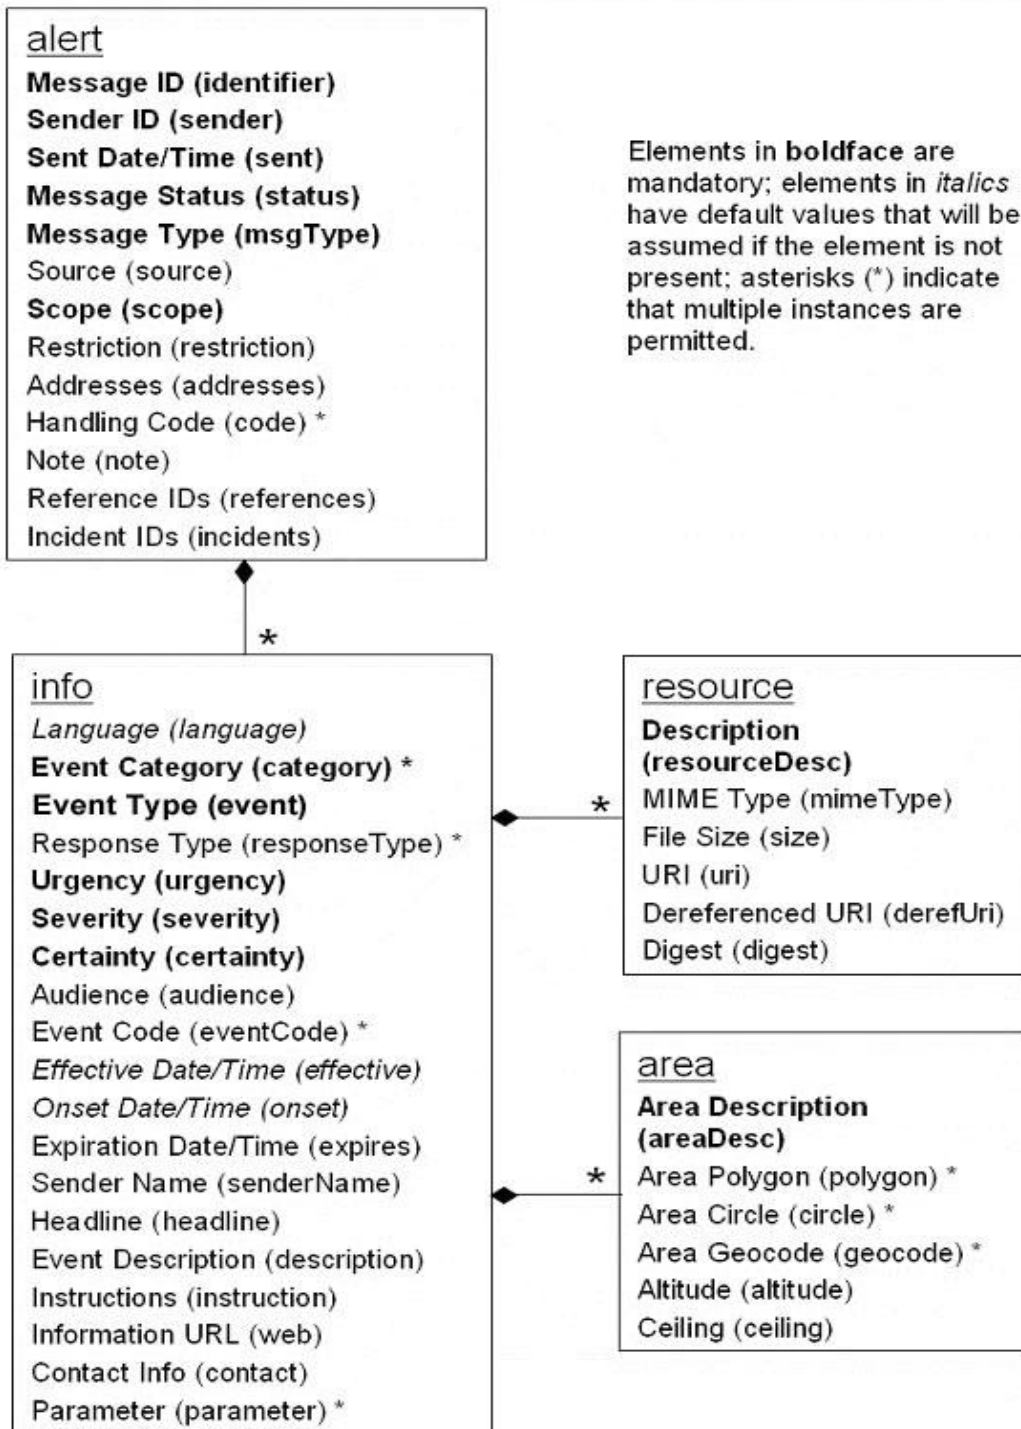 alert
Message ID (identifier)
Sender ID (sender)
Sent Date/Time (sent)
Message Status (status)
Message Type (msgType)
Source (source)
Scope (scope)
Restriction (restriction)
Addresses (addresses)
Handling Code (code) *
Note (note)
Reference IDs (references)
Incident IDs (incidents)
Elements in boldface are
mandatory; elements in italics
have default values that will be
assumed if the element is not
present; asterisks (*) indicate
that multiple instances are
permitted.
*
info
Language (language)
Event Category (category) *
Event Type (event)
Response Type (responseType) *
Urgency (urgency)
Severity (severity)
Certainty (certainty)
Audience (audience)
Event Code (eventCode) *
Effective Date/Time (effective)
Onset Date/Time (onset)
Expiration Date/Time (expires)
Sender Name (senderName)
Headline (headline)
Event Description (description)
Instructions (instruction)
Information URL (web)
Contact Info (contact)
Parameter (parameter) *
*
resource
Description
(resourceDesc)
MIME Type (mimeType)
File Size (size)
URI (uri)
Dereferenced URI (derefUri)
Digest (digest)
*
area
Area Description
(areaDesc)
Area Polygon (polygon) *
Area Circle (circle) *
Area Geocode (geocode) *
Altitude (altitude)
Ceiling (ceiling)